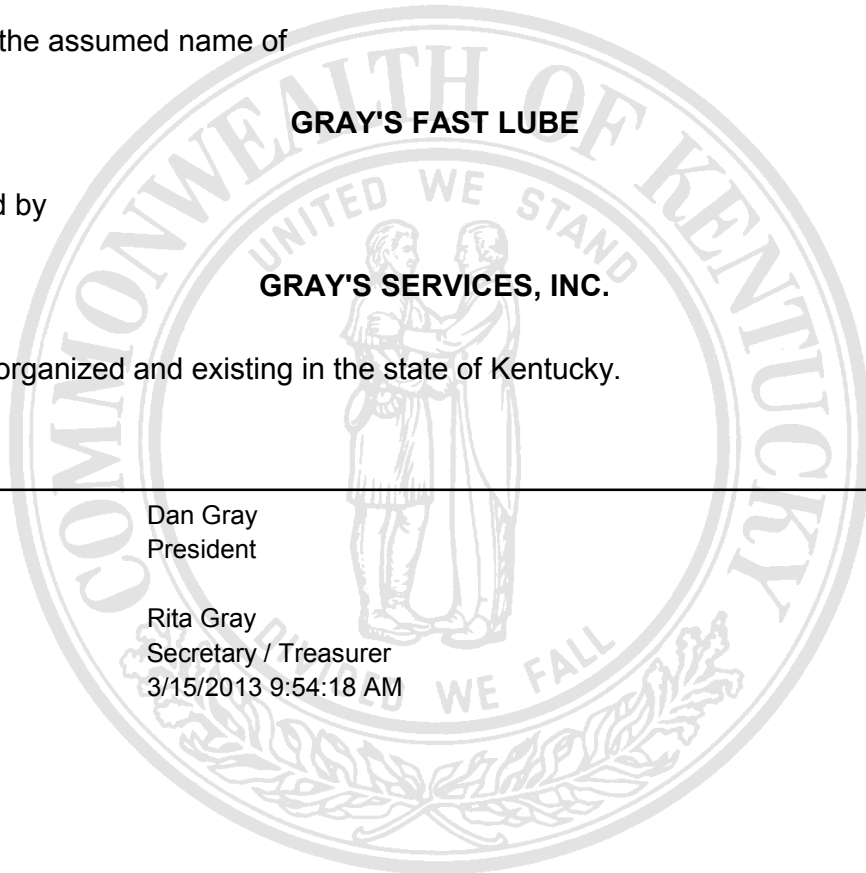 the assumed name of
GRAY'S FAST LUBE
d by
GRAY'S SERVICES, INC.
organized and existing in the state of Kentucky.
Dan Gray
President
Rita Gray
Secretary / Treasurer
3/15/2013 9:54:18 AM
COMMONWEALTH OF KENTUCKY
UNITED WE STAND
DIVIDED WE FALL